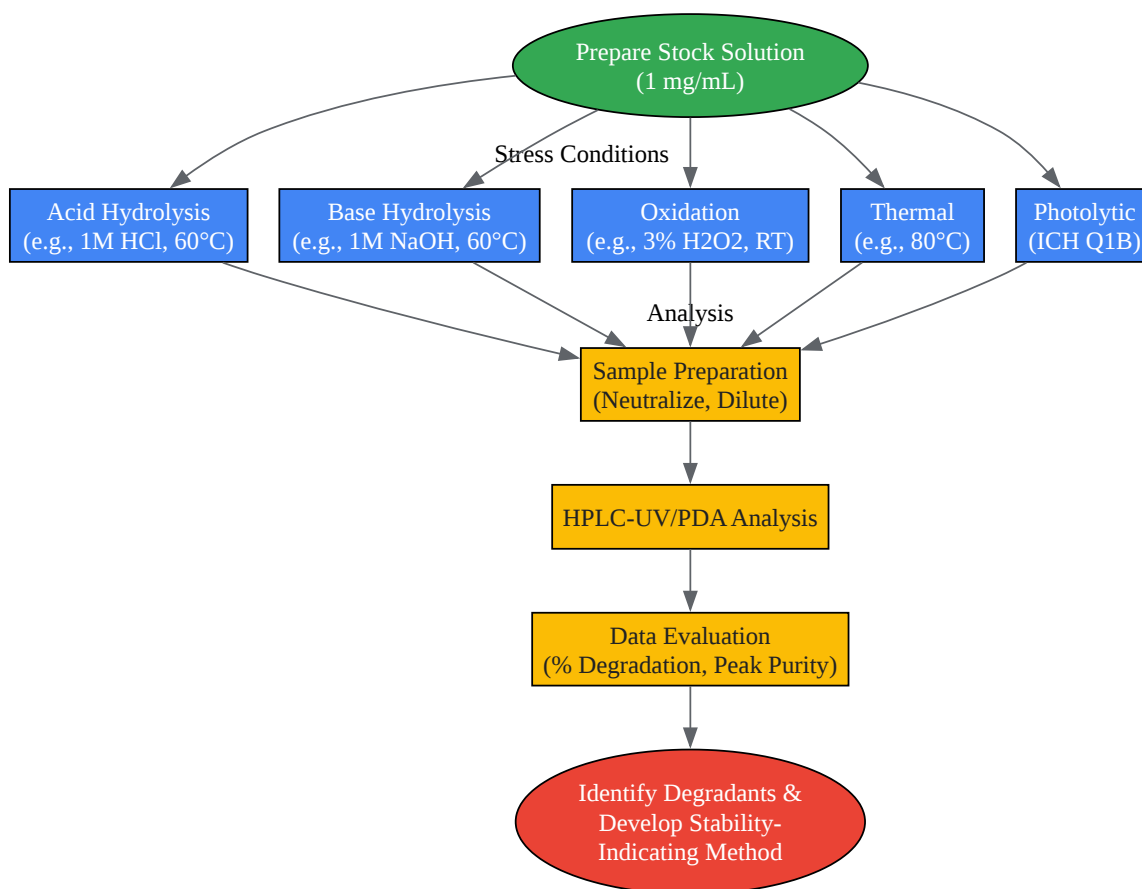 Prepare Stock Solution
(1 mg/mL)
Stress Conditions
Acid Hydrolysis
(e.g., 1M HCl, 60°C)
Base Hydrolysis
(e.g., 1M NaOH, 60°C)
Oxidation
(e.g., 3% H2O2, RT)
Thermal
(e.g., 80°C)
Photolytic
(ICH Q1B)
Analysis
Sample Preparation
(Neutralize, Dilute)
HPLC-UV/PDA Analysis
Data Evaluation
(% Degradation, Peak Purity)
Identify Degradants &
Develop Stability-
Indicating Method